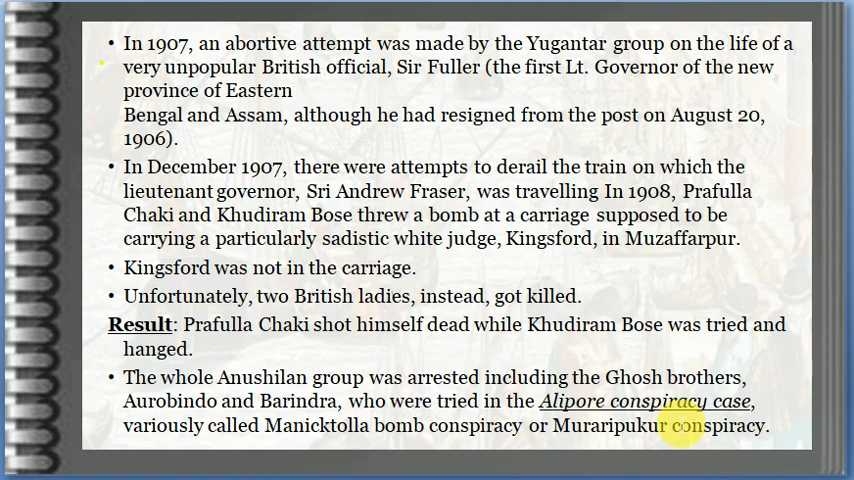 • In 1907, an abortive attempt was made by the Yugantar group on the life of a
very unpopular British official, Sir Fuller (the first Lt. Governor of the new
province of Eastern
Bengal and Assam, although he had resigned from the post on August 20,
1906).
• In December 1907, there were attempts to derail the train on which the
lieutenant governor, Sri Andrew Fraser, was travelling In 1908, Prafulla
Chaki and Khudiram Bose threw a bomb at a carriage supposed to be
carrying a particularly sadistic white judge, Kingsford, in Muzaffarpur.
• Kingsford was not in the carriage.
• Unfortunately, two British ladies, instead, got killed.
Result: Prafulla Chaki shot himself dead while Khudiram Bose was tried and
hanged.
• The whole Anushilan group was arrested including the Ghosh brothers,
Aurobindo and Barindra, who were tried in the Alipore conspiracy case,
variously called Manicktolla bomb conspiracy or Muraripukur conspiracy.